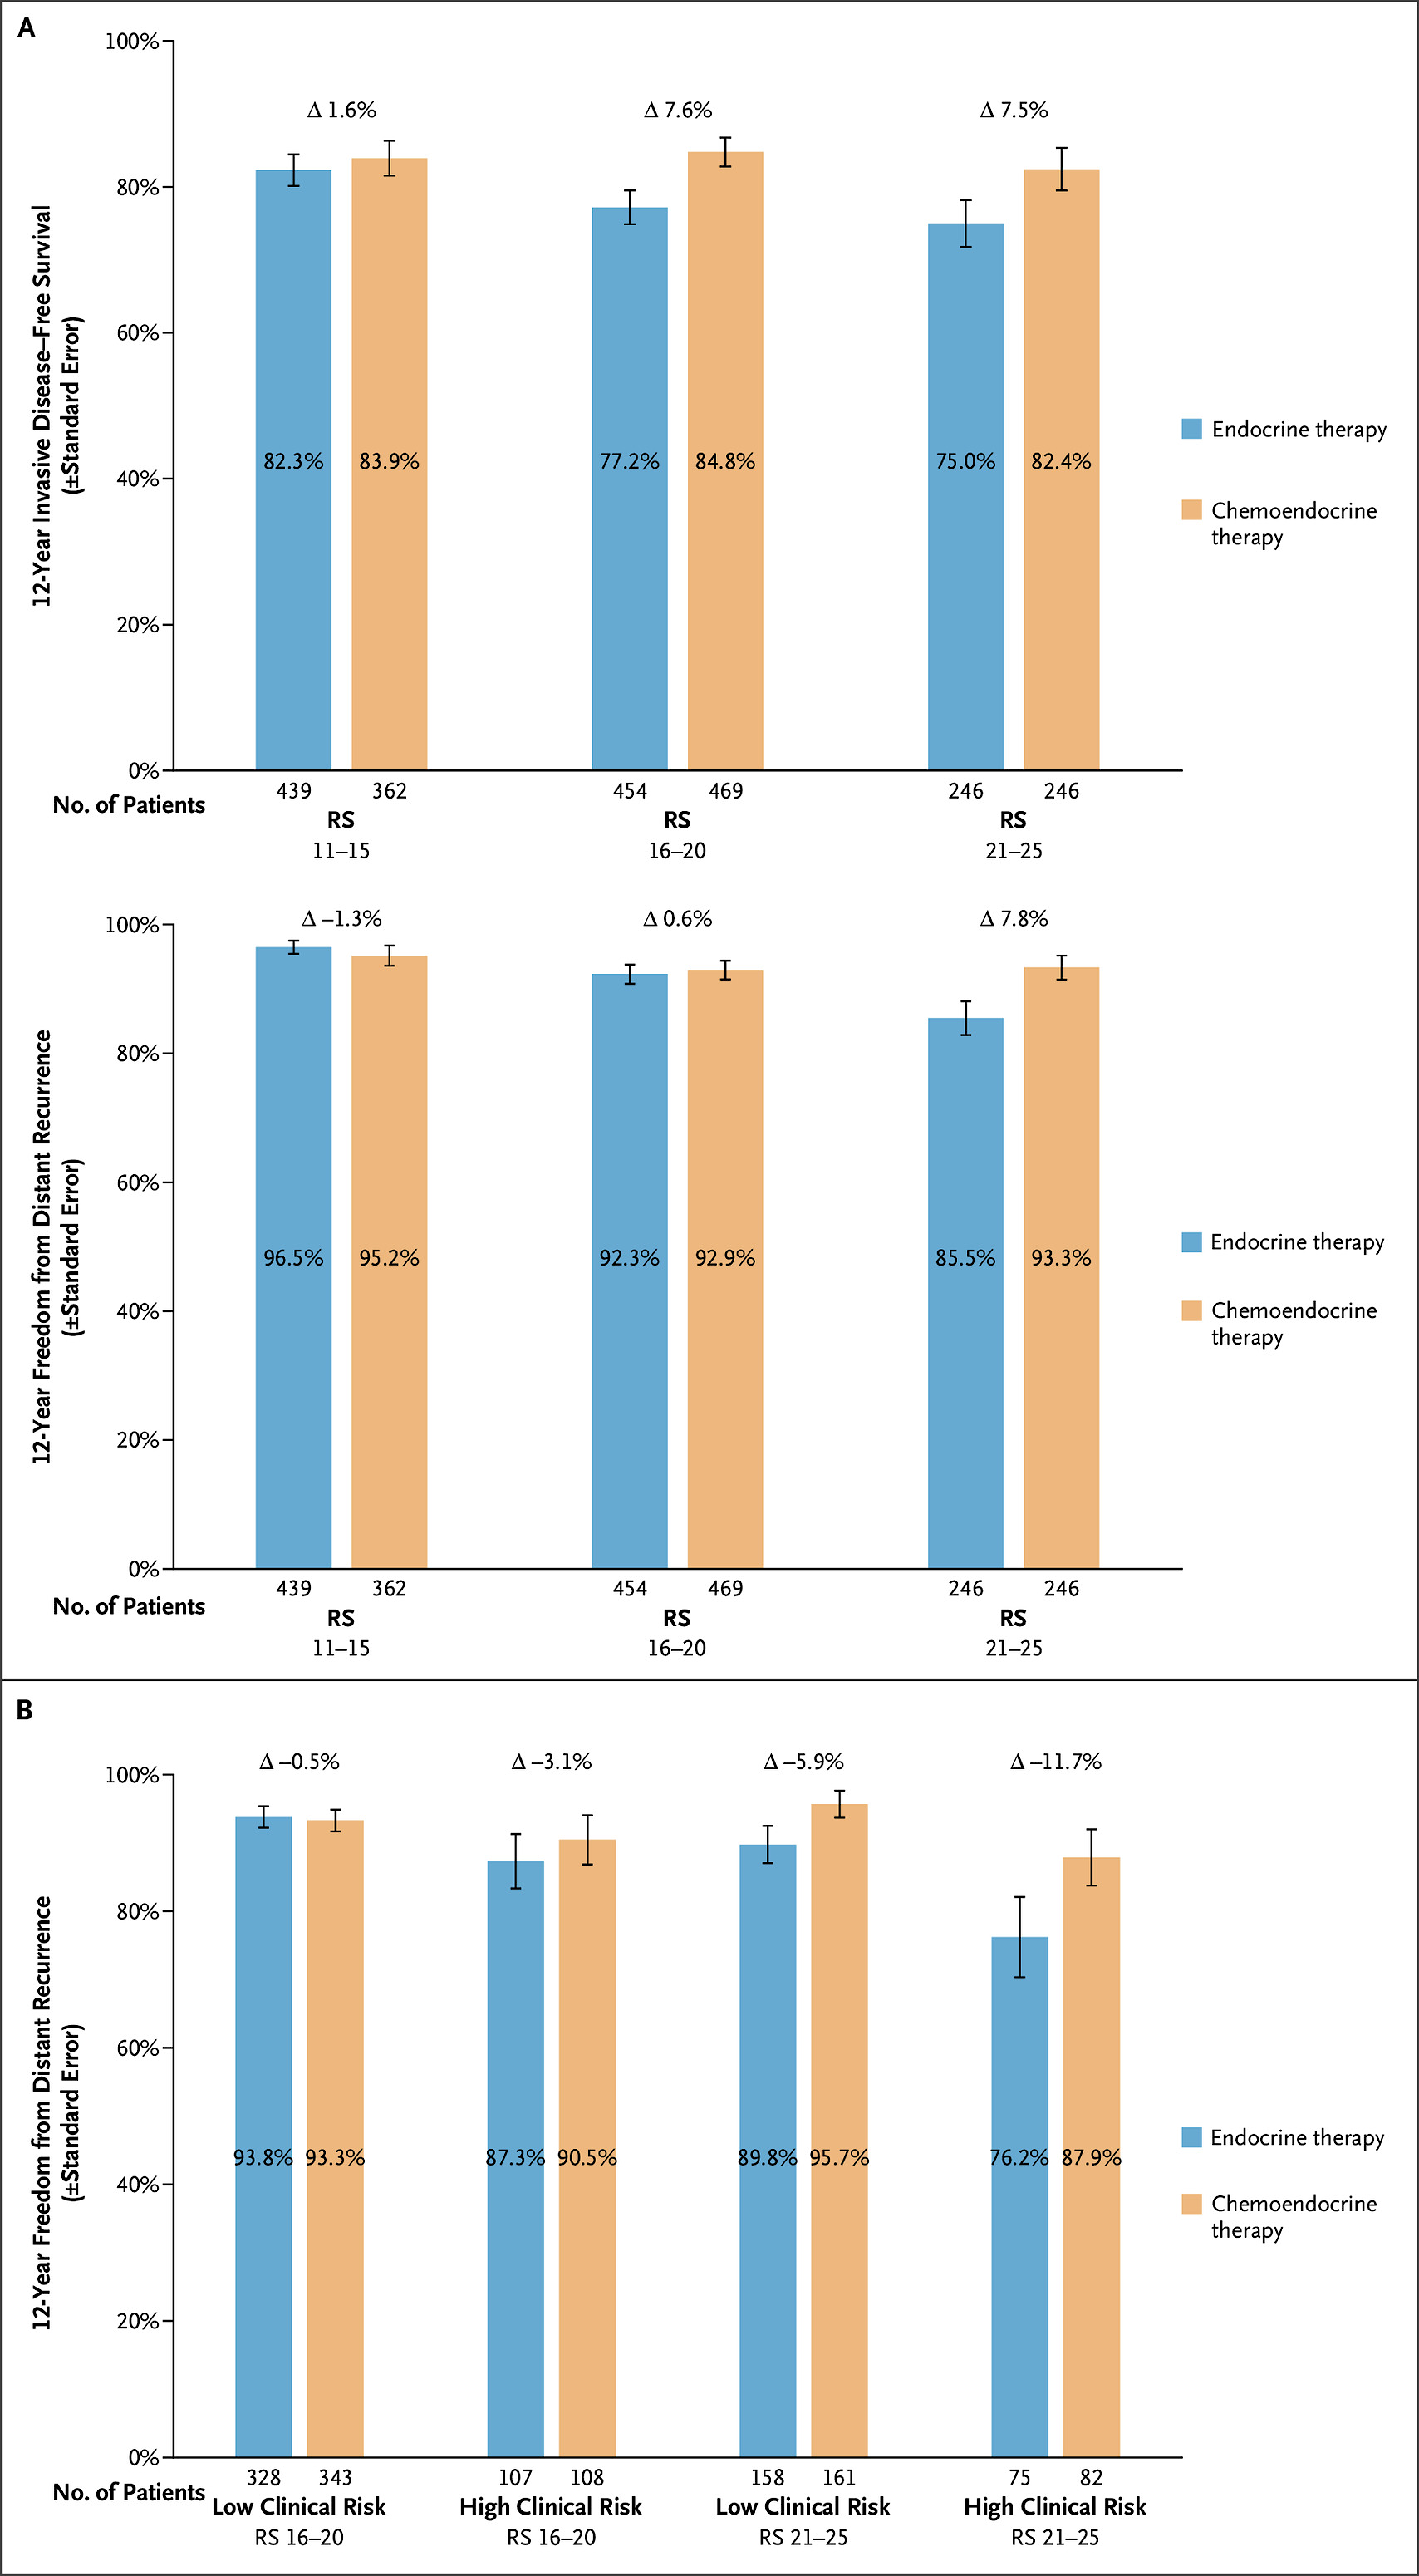 A
100%
Δ 1.6%
Δ 7.6%
Δ 7.5%
80%
60%
40%
20%
0%
12-Year Invasive Disease–Free Survival
(±Standard Error)
82.3%
83.9%
77.2%
84.8%
75.0%
82.4%
Endocrine therapy
Chemoendocrine
therapy
439
362
454
469
246
246
No. of Patients
RS
RS
RS
11–15
16–20
21–25
100%
Δ –1.3%
Δ 0.6%
Δ 7.8%
80%
60%
40%
20%
0%
12-Year Freedom from Distant Recurrence
(±Standard Error)
96.5%
95.2%
92.3%
92.9%
85.5%
93.3%
Endocrine therapy
Chemoendocrine
therapy
439
362
454
469
246
246
No. of Patients
RS
RS
RS
11–15
16–20
21–25
B
Δ –0.5%
Δ –3.1%
Δ –5.9%
Δ –11.7%
100%
80%
60%
40%
20%
0%
12-Year Freedom from Distant Recurrence
(±Standard Error)
93.8%
93.3%
87.3%
90.5%
89.8%
95.7%
76.2%
87.9%
Endocrine therapy
Chemoendocrine
therapy
328
343
107
108
158
161
75
82
No. of Patients
Low Clinical Risk
High Clinical Risk
Low Clinical Risk
High Clinical Risk
RS 16–20
RS 16–20
RS 21–25
RS 21–25